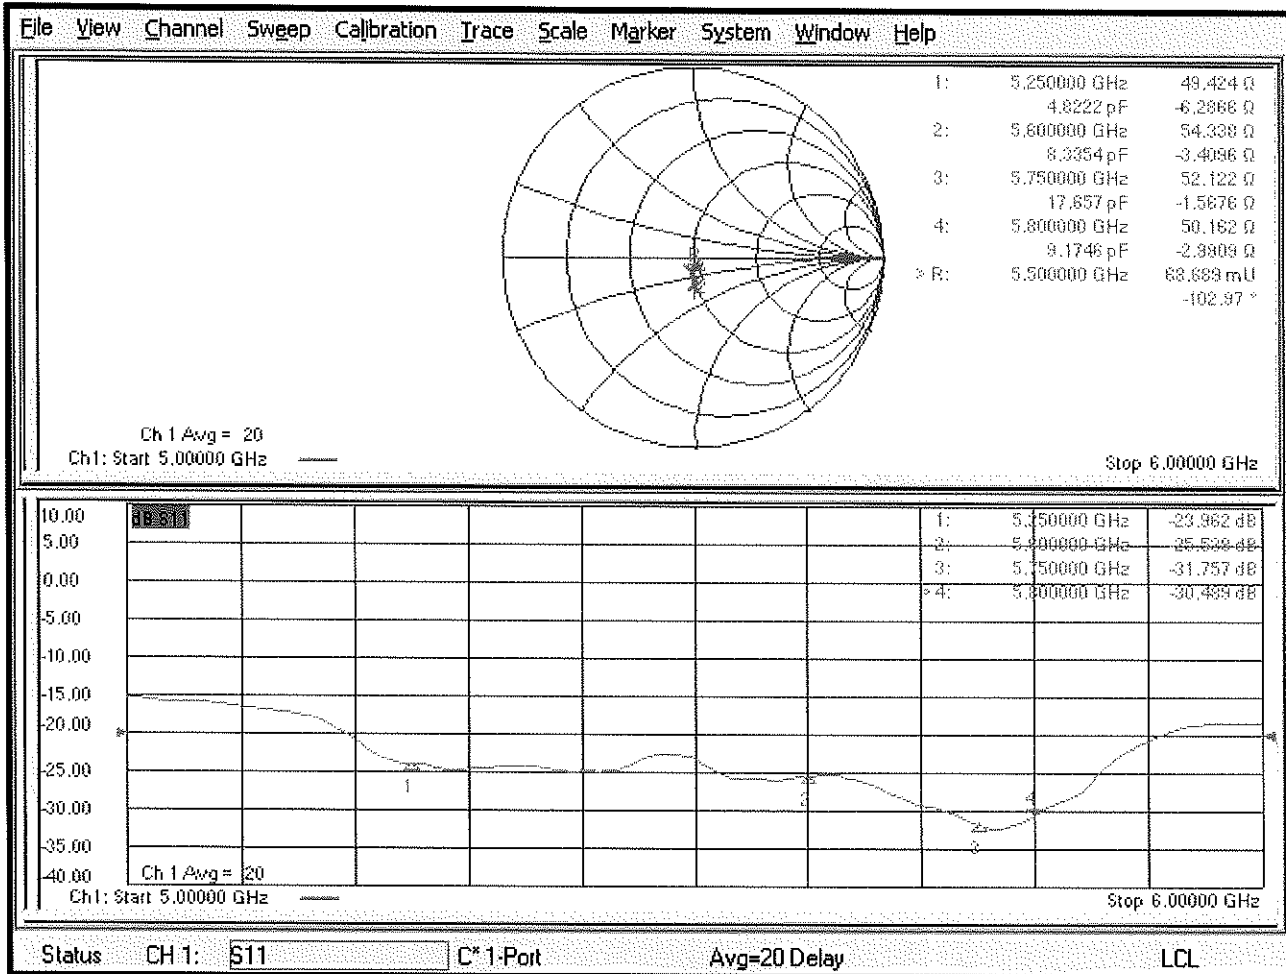 File View Channel Sweep Calibration Trace Scale Marker System Window Help
1: 5.250000 GHz 49.424 Ω
4.8222 pF -6.2866 Ω
2: 5.600000 GHz 54.338 Ω
8.3354 pF -3.4096 Ω
3: 5.750000 GHz 52.122 Ω
17.657 pF -1.5676 Ω
4: 5.800000 GHz 50.162 Ω
9.1746 pF -2.9909 Ω
> R: 5.500000 GHz 68.689 mU
-102.97 °
Ch 1 Avg = 20
Ch1: Start 5.00000 GHz
Stop 6.00000 GHz
dB S11
1: 5.250000 GHz -23.962 dB
2: 5.600000 GHz -25.538 dB
3: 5.750000 GHz -31.757 dB
> 4: 5.800000 GHz -30.489 dB
10.00
5.00
0.00
-5.00
-10.00
-15.00
-20.00
-25.00
-30.00
-35.00
-40.00
1
2
3
4
Ch 1 Avg = 20
Ch1: Start 5.00000 GHz
Stop 6.00000 GHz
Status CH 1: S11 C* 1-Port Avg=20 Delay LCL